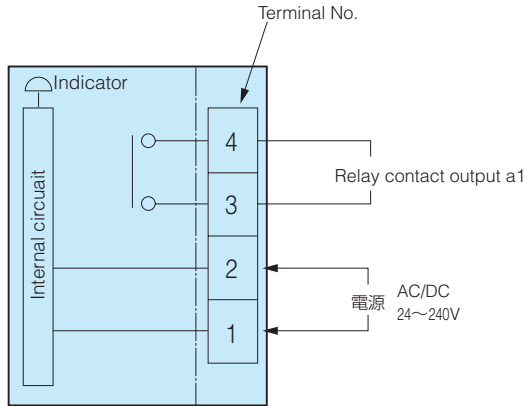 Terminal No.
Indicator
Internal circuait
4
3
2
1
Relay contact output a1
電源
AC/DC
24〜240V